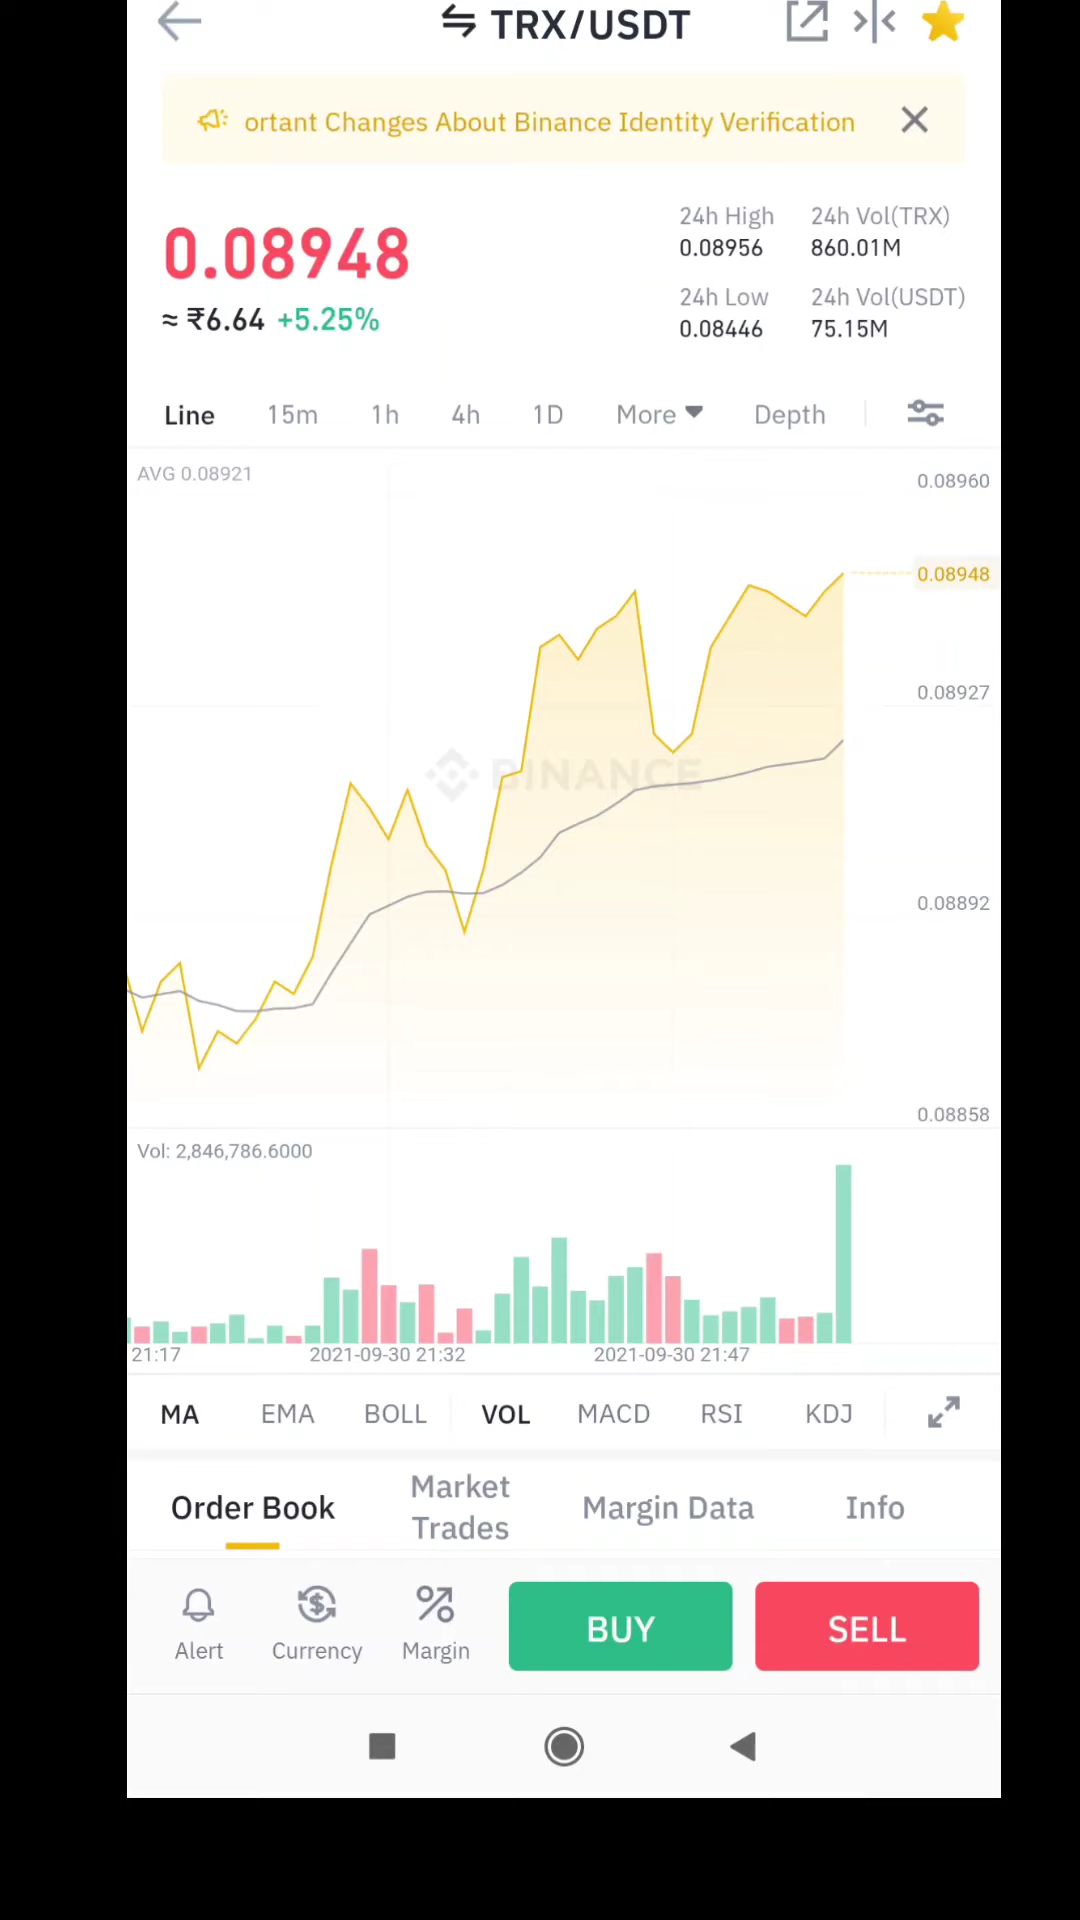 TRX/USDT
ortant Changes About Binance Identity Verification
0.08948
≈ ₹6.64 +5.25%
24h High
0.08956
24h Vol(TRX)
860.01M
24h Low
0.08446
24h Vol(USDT)
75.15M
Line 15m 1h 4h 1D More Depth
AVG 0.08921
0.08960
0.08948
0.08927
BINANCE
0.08892
0.08858
Vol: 2,846,786.6000
21:17 2021-09-30 21:32 2021-09-30 21:47
MA EMA BOLL VOL MACD RSI KDJ
Order Book
Market
Trades
Margin Data
Info
Alert Currency Margin
BUY SELL